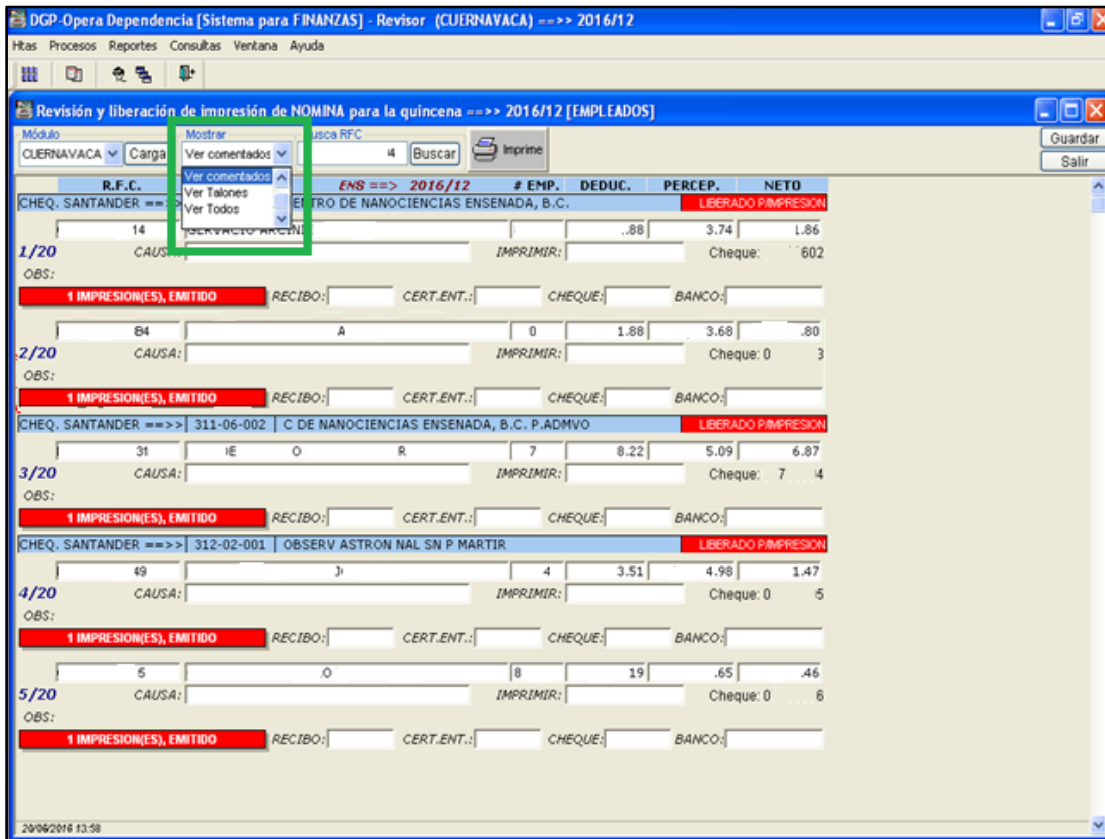 DGP-Opera Dependencia [Sistema para FINANZAS] - Revisor (CUERNAVACA) ==>> 2016/12
Htas Procesos Reportes Consultas Ventana Ayuda
Revisión y liberación de impresión de NOMINA para la quincena ==>> 2016/12 [EMPLEADOS]
Módulo Mostrar Busca RFC
CUERNAVACA Carga Ver comentados 4 Buscar Imprime Guardar
Salir
Ver comentados
Ver Talones
Ver Todos
R.F.C. ENS ==> 2016/12 # EMP. DEDUC. PERCEP. NETO
CHEQ. SANTANDER ==> ENTRO DE NANOCIENCIAS ENSENADA, B.C. LIBERADO P/IMPRESION
14 .88 3.74 1.86
1/20 CAUSA: IMPRIMIR: Cheque: 602
OBS:
1 IMPRESION(ES), EMITIDO RECIBO: CERT.ENT.: CHEQUE: BANCO:
84 A 0 1.88 3.68 .80
2/20 CAUSA: IMPRIMIR: Cheque: 0 3
OBS:
1 IMPRESION(ES), EMITIDO RECIBO: CERT.ENT.: CHEQUE: BANCO:
CHEQ. SANTANDER ==>> 311-06-002 C DE NANOCIENCIAS ENSENADA, B.C. P.ADMVO LIBERADO P/IMPRESION
31 E O R 7 8.22 5.09 6.87
3/20 CAUSA: IMPRIMIR: Cheque: 7 4
OBS:
1 IMPRESION(ES), EMITIDO RECIBO: CERT.ENT.: CHEQUE: BANCO:
CHEQ. SANTANDER ==>> 312-02-001 OBSERV ASTRON NAL SN P MARTIR LIBERADO P/IMPRESION
49 4 3.51 4.98 1.47
4/20 CAUSA: IMPRIMIR: Cheque: 0
OBS:
1 IMPRESION(ES), EMITIDO RECIBO: CERT.ENT.: CHEQUE: BANCO:
5 .O 8 19 .65 .46
5/20 CAUSA: IMPRIMIR: Cheque: 0 6
OBS:
1 IMPRESION(ES), EMITIDO RECIBO: CERT.ENT.: CHEQUE: BANCO:
20/06/2016 13:58